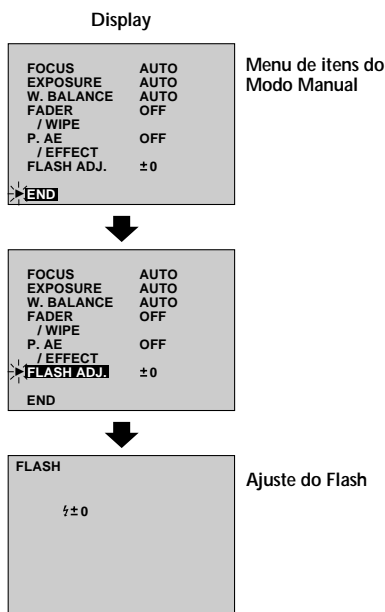 Display
FOCUS AUTO
EXPOSURE AUTO
W. BALANCE AUTO
FADER OFF
/ WIPE
P. AE OFF
/ EFFECT
FLASH ADJ. ±0
END
Menu de itens do
Modo Manual
FOCUS AUTO
EXPOSURE AUTO
W. BALANCE AUTO
FADER OFF
/ WIPE
P. AE OFF
/ EFFECT
FLASH ADJ. ±0
END
FLASH
±0
Ajuste do Flash